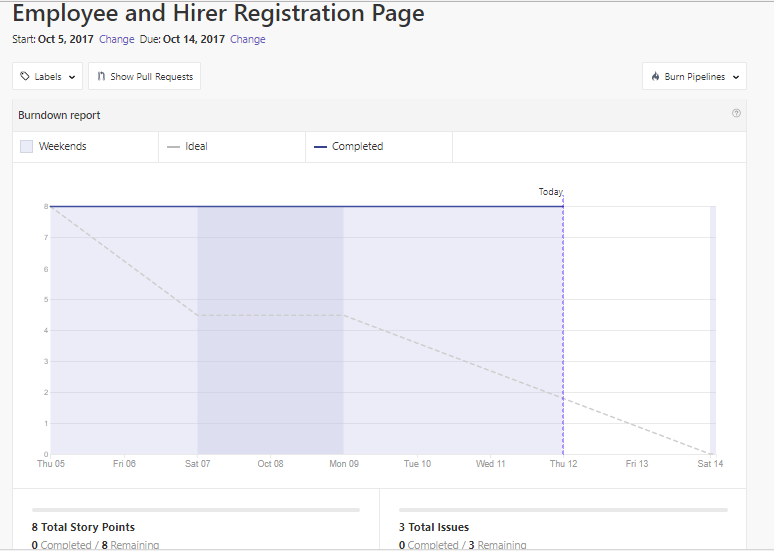 Employee and Hirer Registration Page
Start: Oct 5, 2017 Change Due: Oct 14, 2017 Change
Labels Show Pull Requests Burn Pipelines
Burndown report
Weekends Ideal Completed
Today
8
7
6
5
4
3
2
1
0
Thu 05 Fri 06 Sat 07 Oct 08 Mon 09 Tue 10 Wed 11 Thu 12 Fri 13 Sat 14
8 Total Story Points 3 Total Issues
0 Completed / 8 Remaining 0 Completed / 3 Remaining